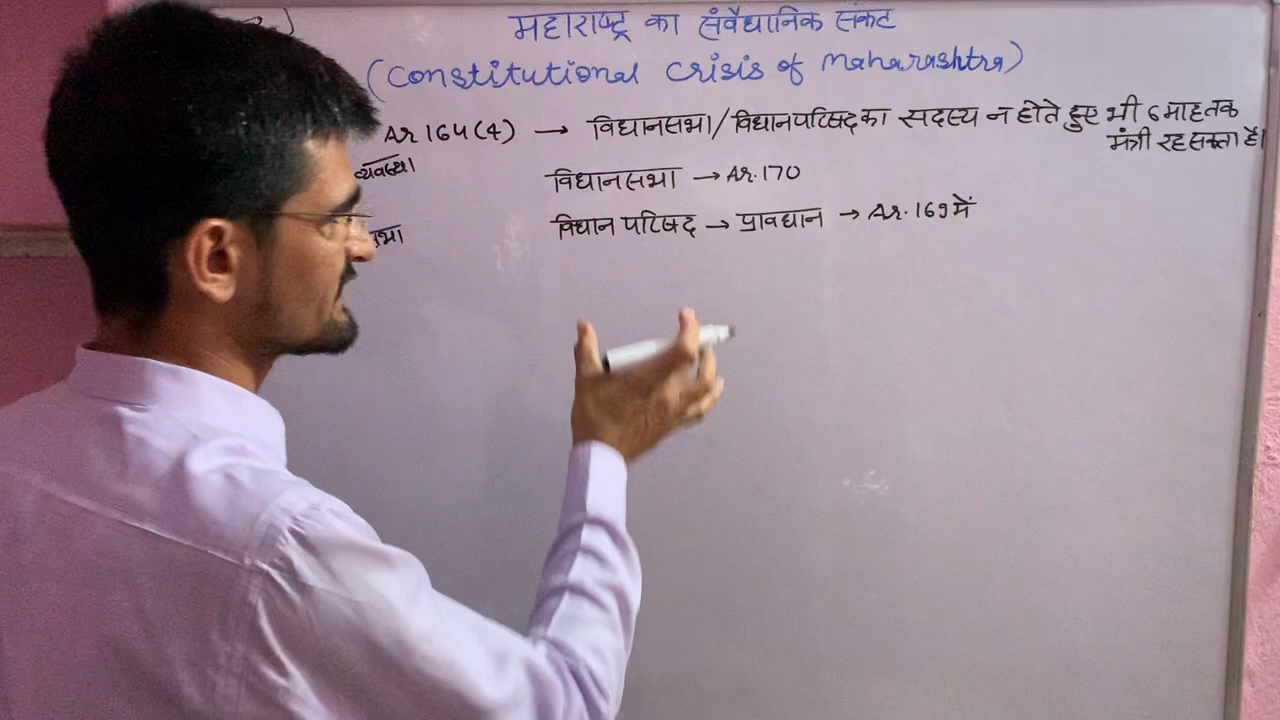 महाराष्ट्र का संवैधानिक संकट
(Constitutional Crisis of Maharashtra)
Ar 164(4) → विधानसभा/विधानपरिषद का सदस्य न होते हुए भी 6 माह तक
मंत्री रह सकता है।
व्यवस्था।
विधानसभा → Ar. 170
विधान परिषद → प्रावधान → Ar. 169 में